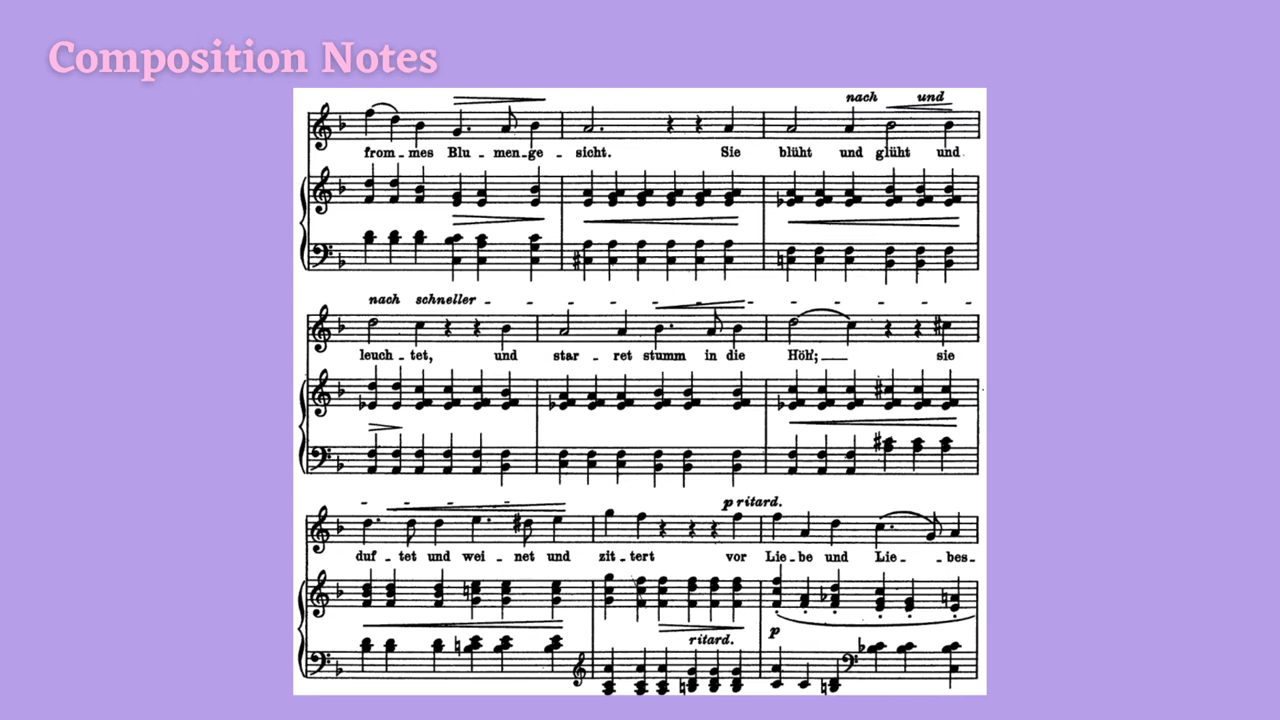 Composition Notes
nach und
from - mes Blu - men - ge - sicht. Sie blüht und glüht und
nach schneller - - - - - - - - - - - -
leuch - tet, und star - ret stumm in die Höh'; sie
- - - -
p ritard.
duf - tet und wei - net und zit - tert vor Lie - be und Lie - bes -
ritard. p